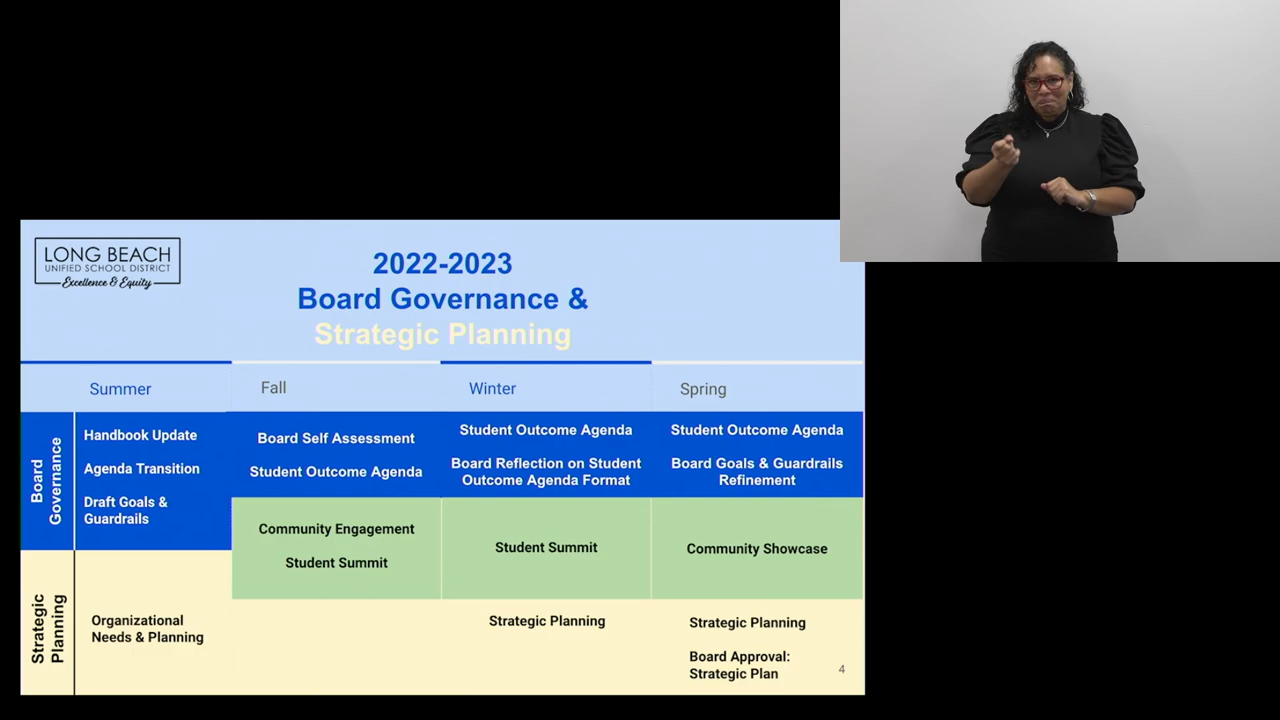 LONG BEACH
UNIFIED SCHOOL DISTRICT
Excellence & Equity
2022-2023
Board Governance &
Strategic Planning
Summer
Fall
Winter
Spring
Board
Governance
Handbook Update
Agenda Transition
Draft Goals &
Guardrails
Board Self Assessment
Student Outcome Agenda
Student Outcome Agenda
Board Reflection on Student
Outcome Agenda Format
Student Outcome Agenda
Board Goals & Guardrails
Refinement
Community Engagement
Student Summit
Student Summit
Community Showcase
Strategic
Planning
Organizational
Needs & Planning
Strategic Planning
Strategic Planning
Board Approval:
Strategic Plan
4